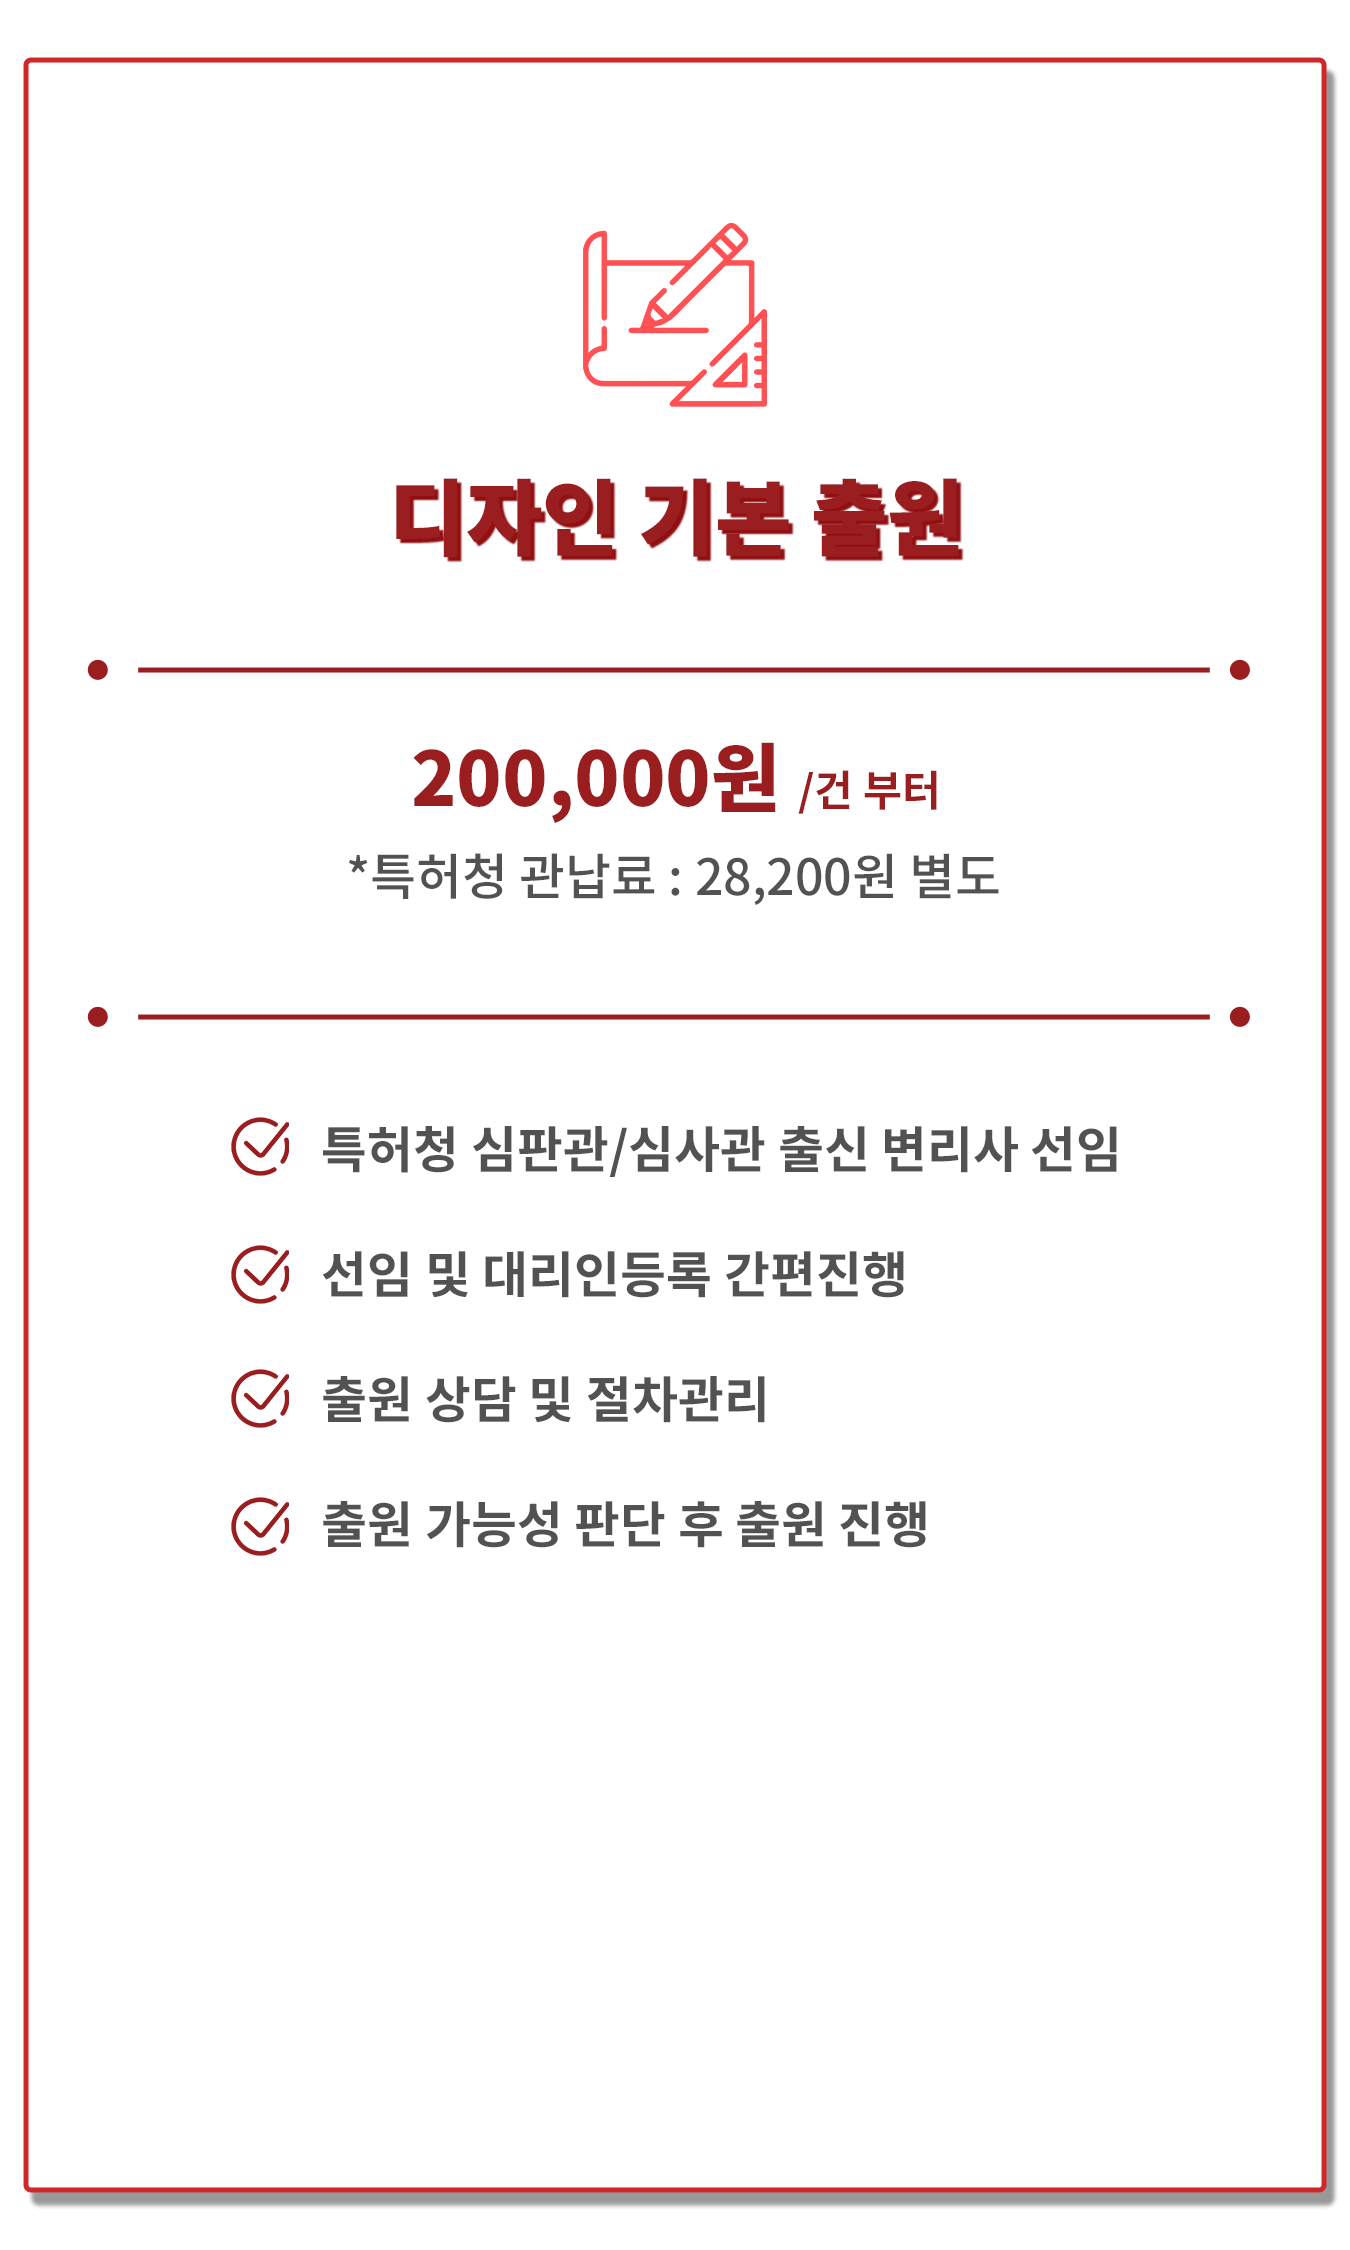 디자인 기본 출원
200,000원 /건 부터
*특허청 관납료 : 28,200원 별도
특허청 심판관/심사관 출신 변리사 선임
선임 및 대리인등록 간편진행
출원 상담 및 절차관리
출원 가능성 판단 후 출원 진행